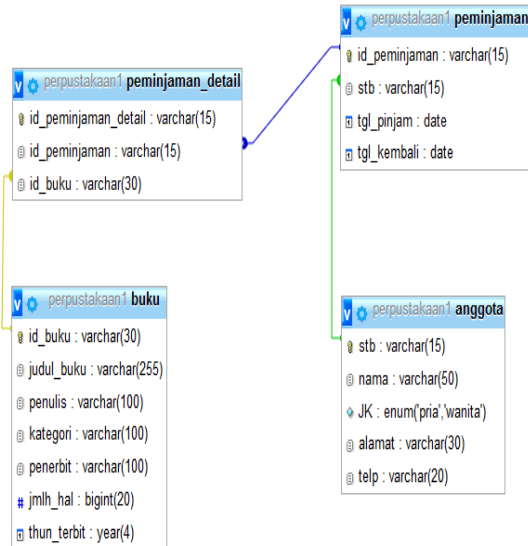 perpustakaan1 peminjaman_detail
id_peminjaman_detail : varchar(15)
id_peminjaman : varchar(15)
id_buku : varchar(30)
perpustakaan1 peminjaman
id_peminjaman : varchar(15)
stb : varchar(15)
tgl_pinjam : date
tgl_kembali : date
perpustakaan1 buku
id_buku : varchar(30)
judul_buku : varchar(255)
penulis : varchar(100)
kategori : varchar(100)
penerbit : varchar(100)
# jmlh_hal : bigint(20)
thun_terbit : year(4)
perpustakaan1 anggota
stb : varchar(15)
nama : varchar(50)
JK : enum('pria','wanita')
alamat : varchar(30)
telp : varchar(20)